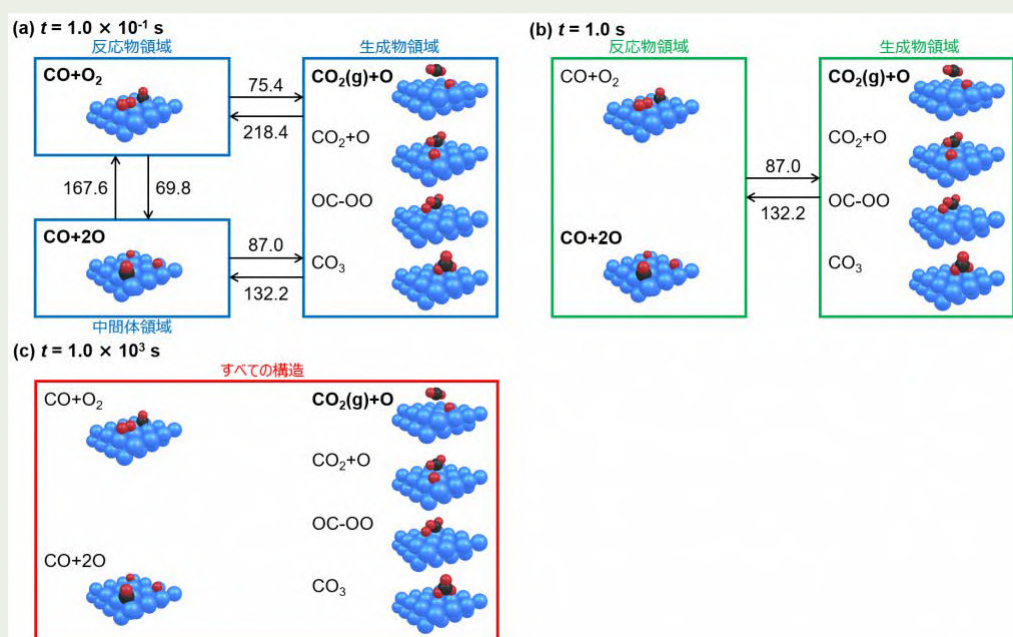 (a) t = 1.0 × 10⁻¹ s
反応物領域
生成物領域
CO+O₂
75.4
218.4
CO₂(g)+O
CO₂+O
167.6
69.8
OC-OO
CO+2O
87.0
132.2
CO₃
中間体領域
(b) t = 1.0 s
反応物領域
生成物領域
CO+O₂
CO₂(g)+O
CO₂+O
87.0
132.2
OC-OO
CO+2O
CO₃
(c) t = 1.0 × 10³ s
すべての構造
CO+O₂
CO₂(g)+O
CO₂+O
OC-OO
CO+2O
CO₃